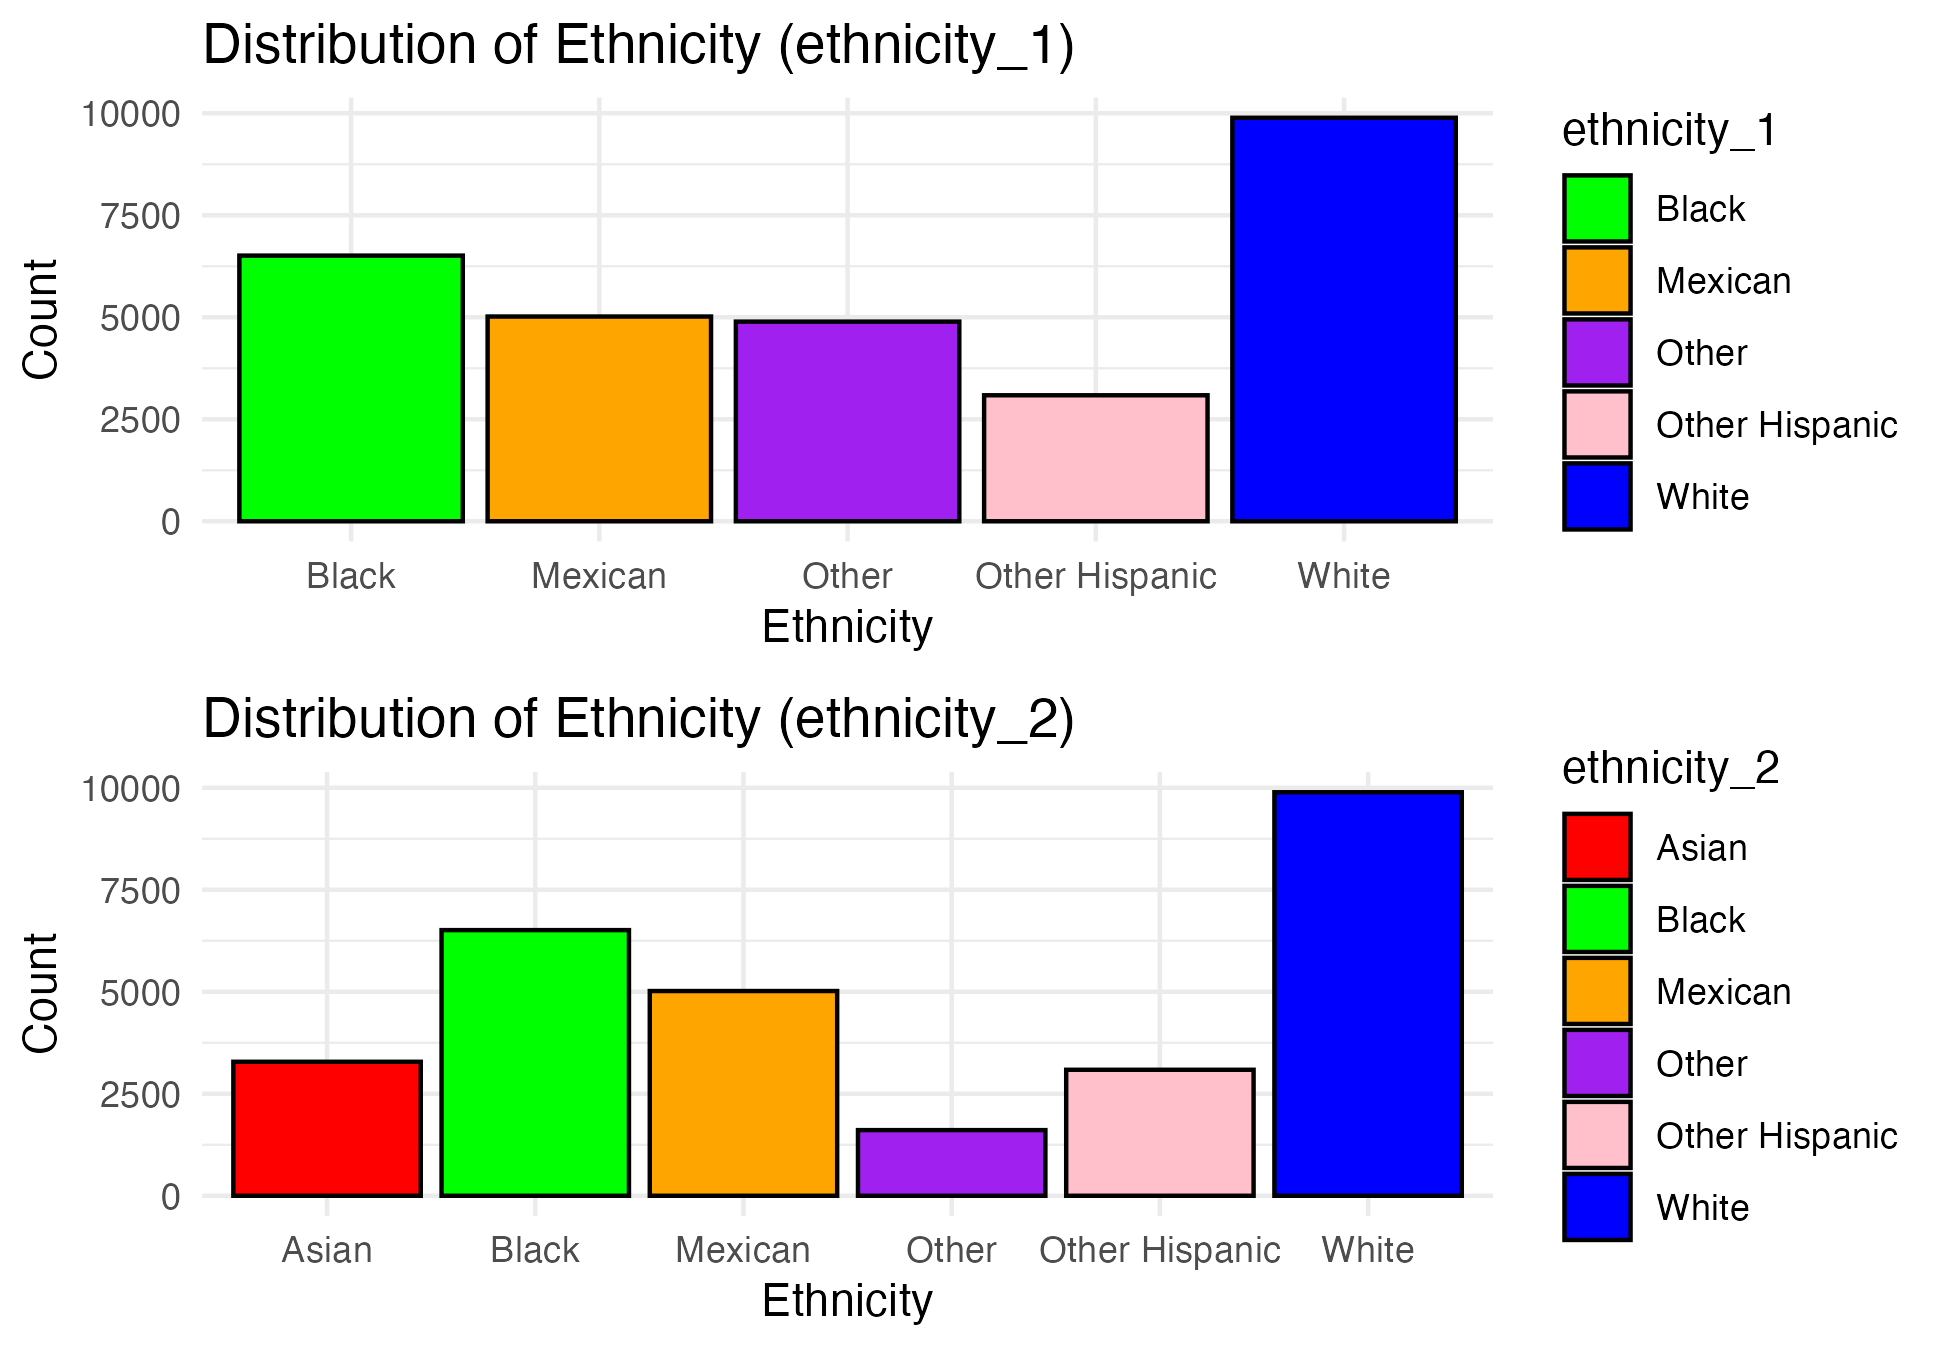 Distribution of Ethnicity (ethnicity_1)
10000
7500
5000
2500
0
Count
Black Mexican Other Other Hispanic White
Ethnicity
ethnicity_1
Black
Mexican
Other
Other Hispanic
White
Distribution of Ethnicity (ethnicity_2)
10000
7500
5000
2500
0
Count
Asian Black Mexican Other Other Hispanic White
Ethnicity
ethnicity_2
Asian
Black
Mexican
Other
Other Hispanic
White